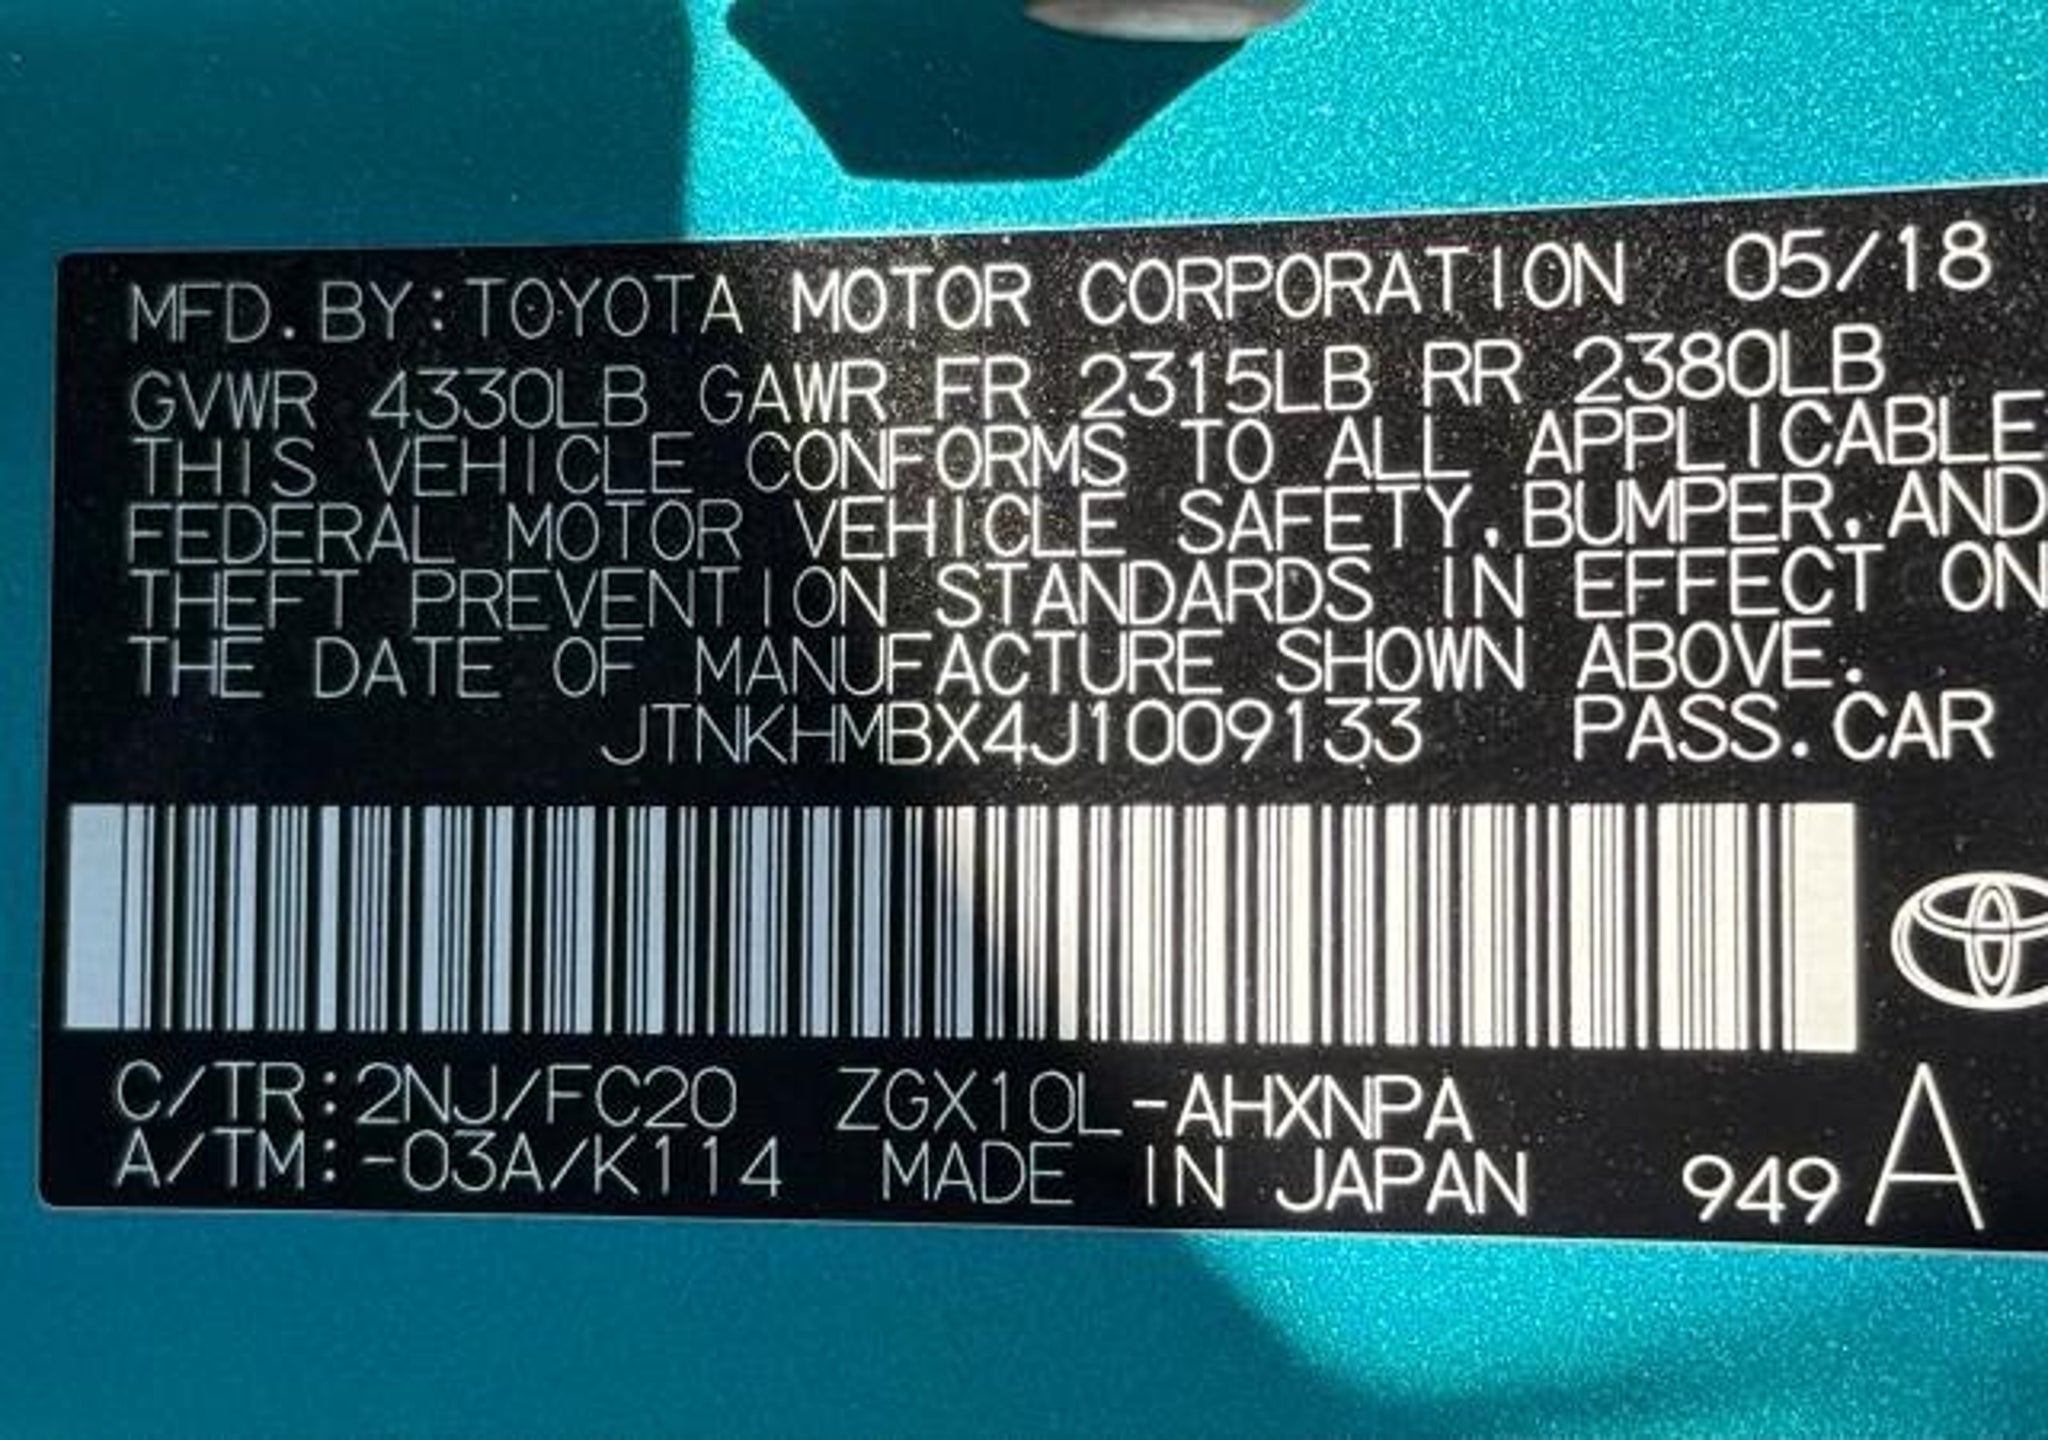 MFD.BY:TOYOTA MOTOR CORPORATION 05/18
GVWR 4330LB GAWR FR 2315LB RR 2380LB
THIS VEHICLE CONFORMS TO ALL APPLICABLE
FEDERAL MOTOR VEHICLE SAFETY,BUMPER,AND
THEFT PREVENTION STANDARDS IN EFFECT ON
THE DATE OF MANUFACTURE SHOWN ABOVE.
JTNKHMBX4J1009133 PASS.CAR
C/TR:2NJ/FC20 ZGX10L-AHXNPA
A/TM:-03A/K114 MADE IN JAPAN 949 A